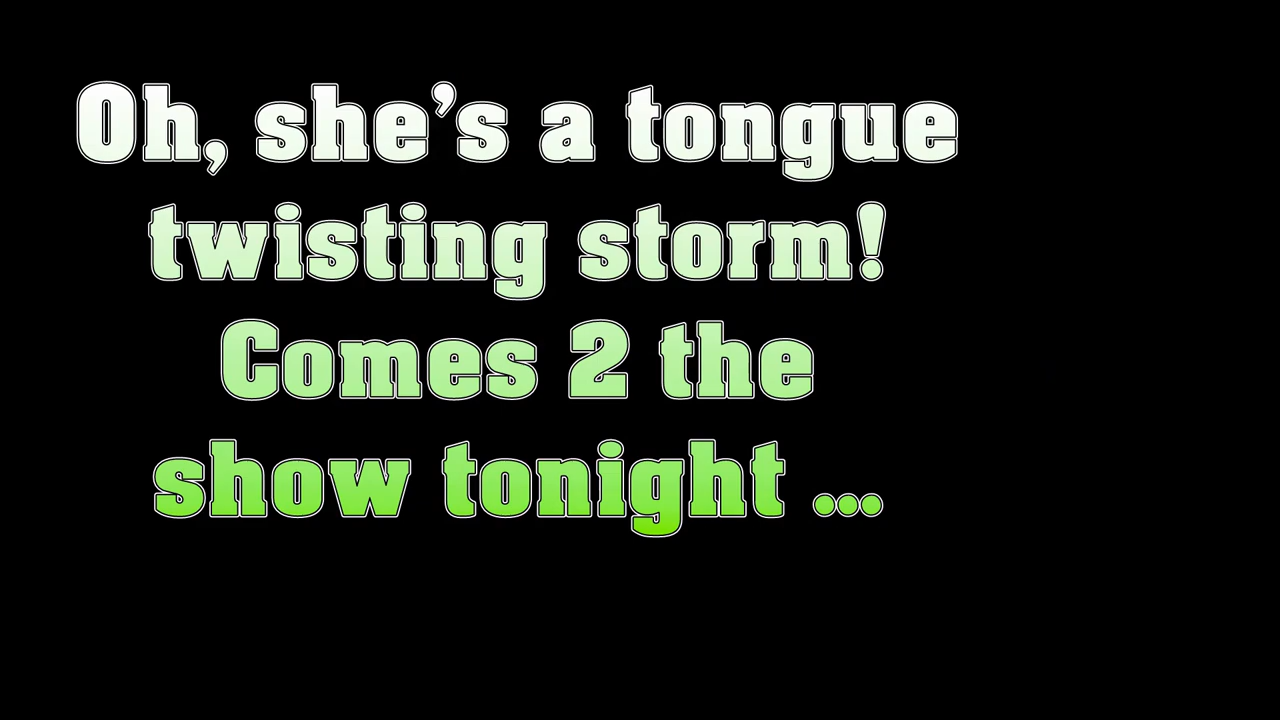 Oh, she’s a tongue
twisting storm!
Comes 2 the
show tonight ...